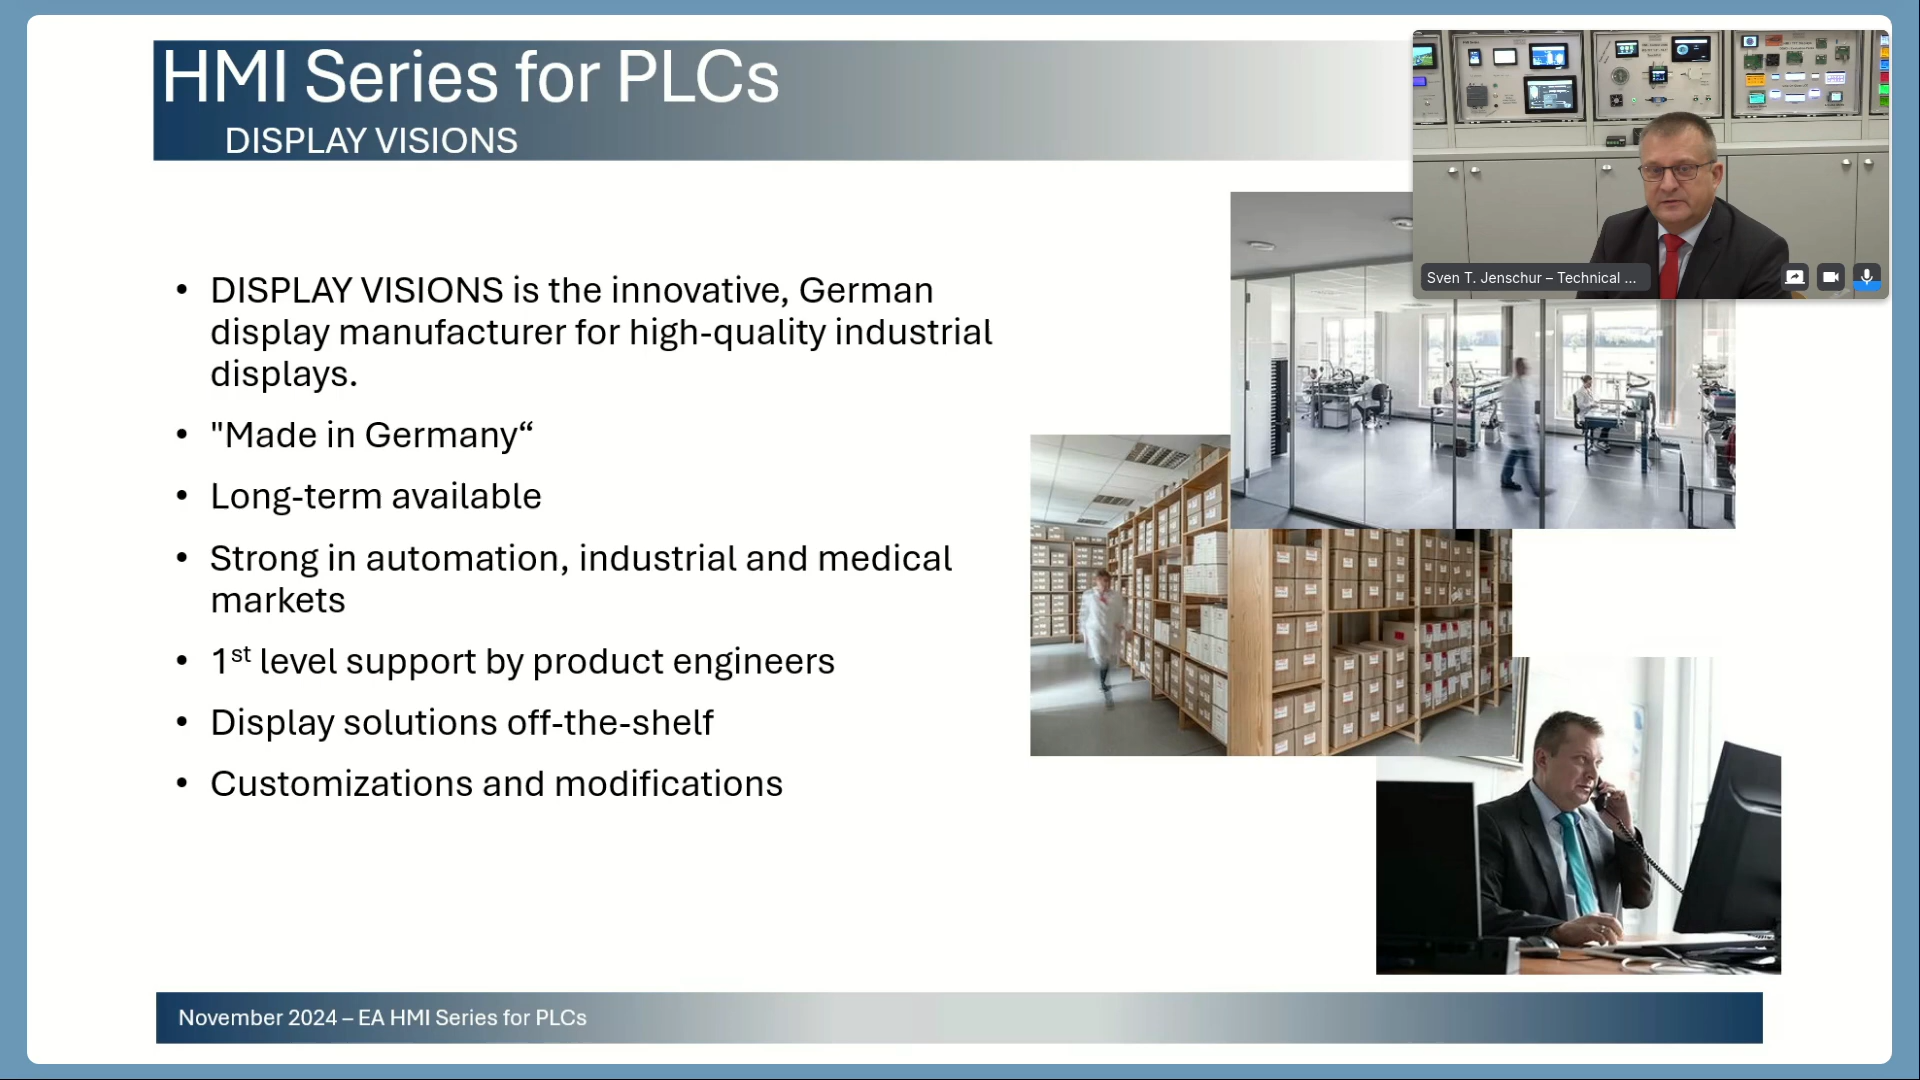 HMI Series for PLCs
DISPLAY VISIONS
Sven T. Jenschur – Technical ...
• DISPLAY VISIONS is the innovative, German
display manufacturer for high-quality industrial
displays.
• "Made in Germany“
• Long-term available
• Strong in automation, industrial and medical
markets
• 1st level support by product engineers
• Display solutions off-the-shelf
• Customizations and modifications
November 2024 – EA HMI Series for PLCs